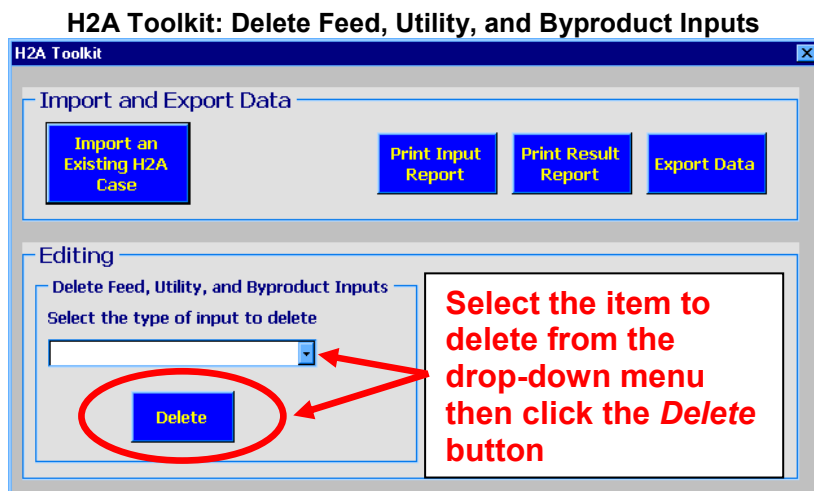 H2A Toolkit: Delete Feed, Utility, and Byproduct Inputs
H2A Toolkit
Import and Export Data
Import an
Existing H2A
Case
Print Input
Report
Print Result
Report
Export Data
Editing
Delete Feed, Utility, and Byproduct Inputs
Select the type of input to delete
Delete
Select the item to
delete from the
drop-down menu
then click the Delete
button